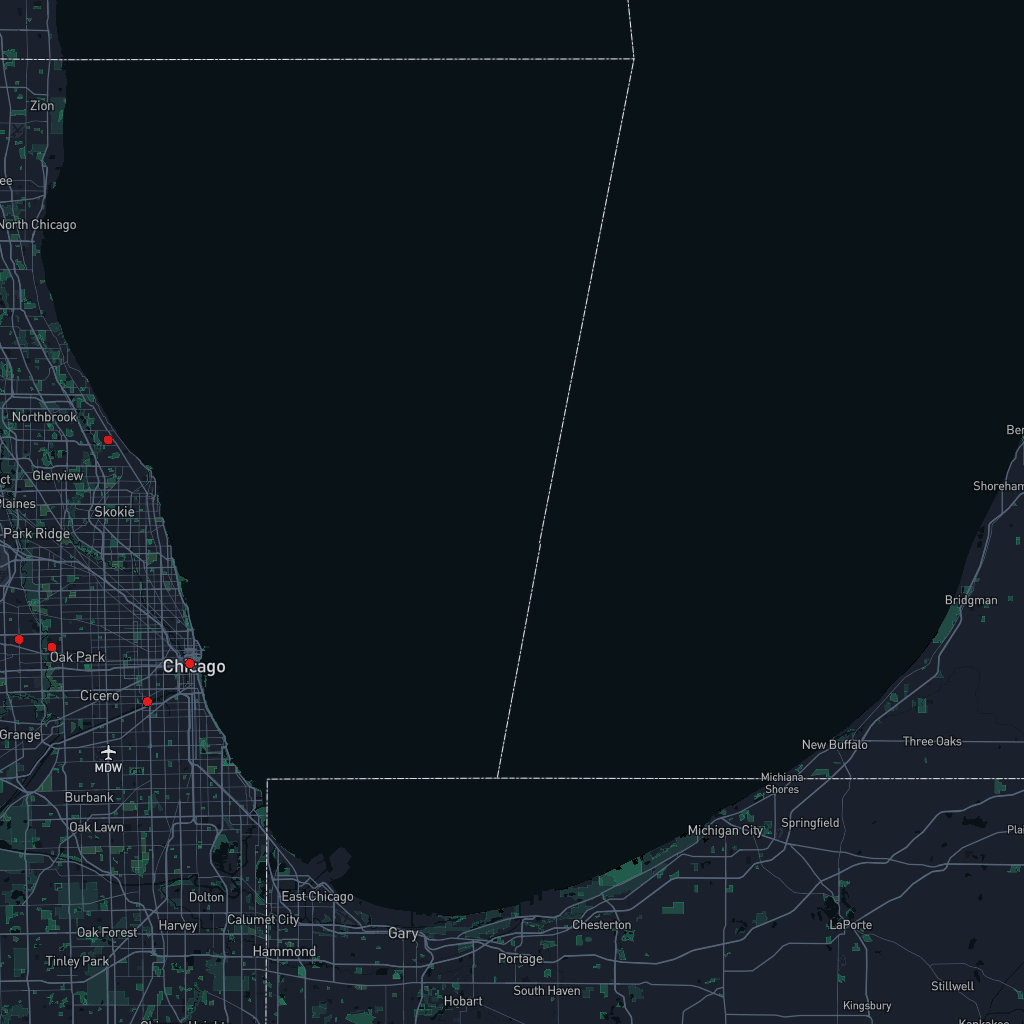 Zion
ee
North Chicago
Northbrook
Glenview
ct
Plaines
Skokie
Park Ridge
Oak Park
Chicago
Cicero
Grange
MDW
Burbank
Oak Lawn
Dolton
East Chicago
Harvey
Calumet City
Oak Forest
Gary
Hammond
Tinley Park
Hobart
Portage
South Haven
Chesterton
Ber
Shoreham
Bridgman
New Buffalo
Three Oaks
Michiana
Shores
Michigan City
Springfield
Plai
LaPorte
Stillwell
Kingsbury